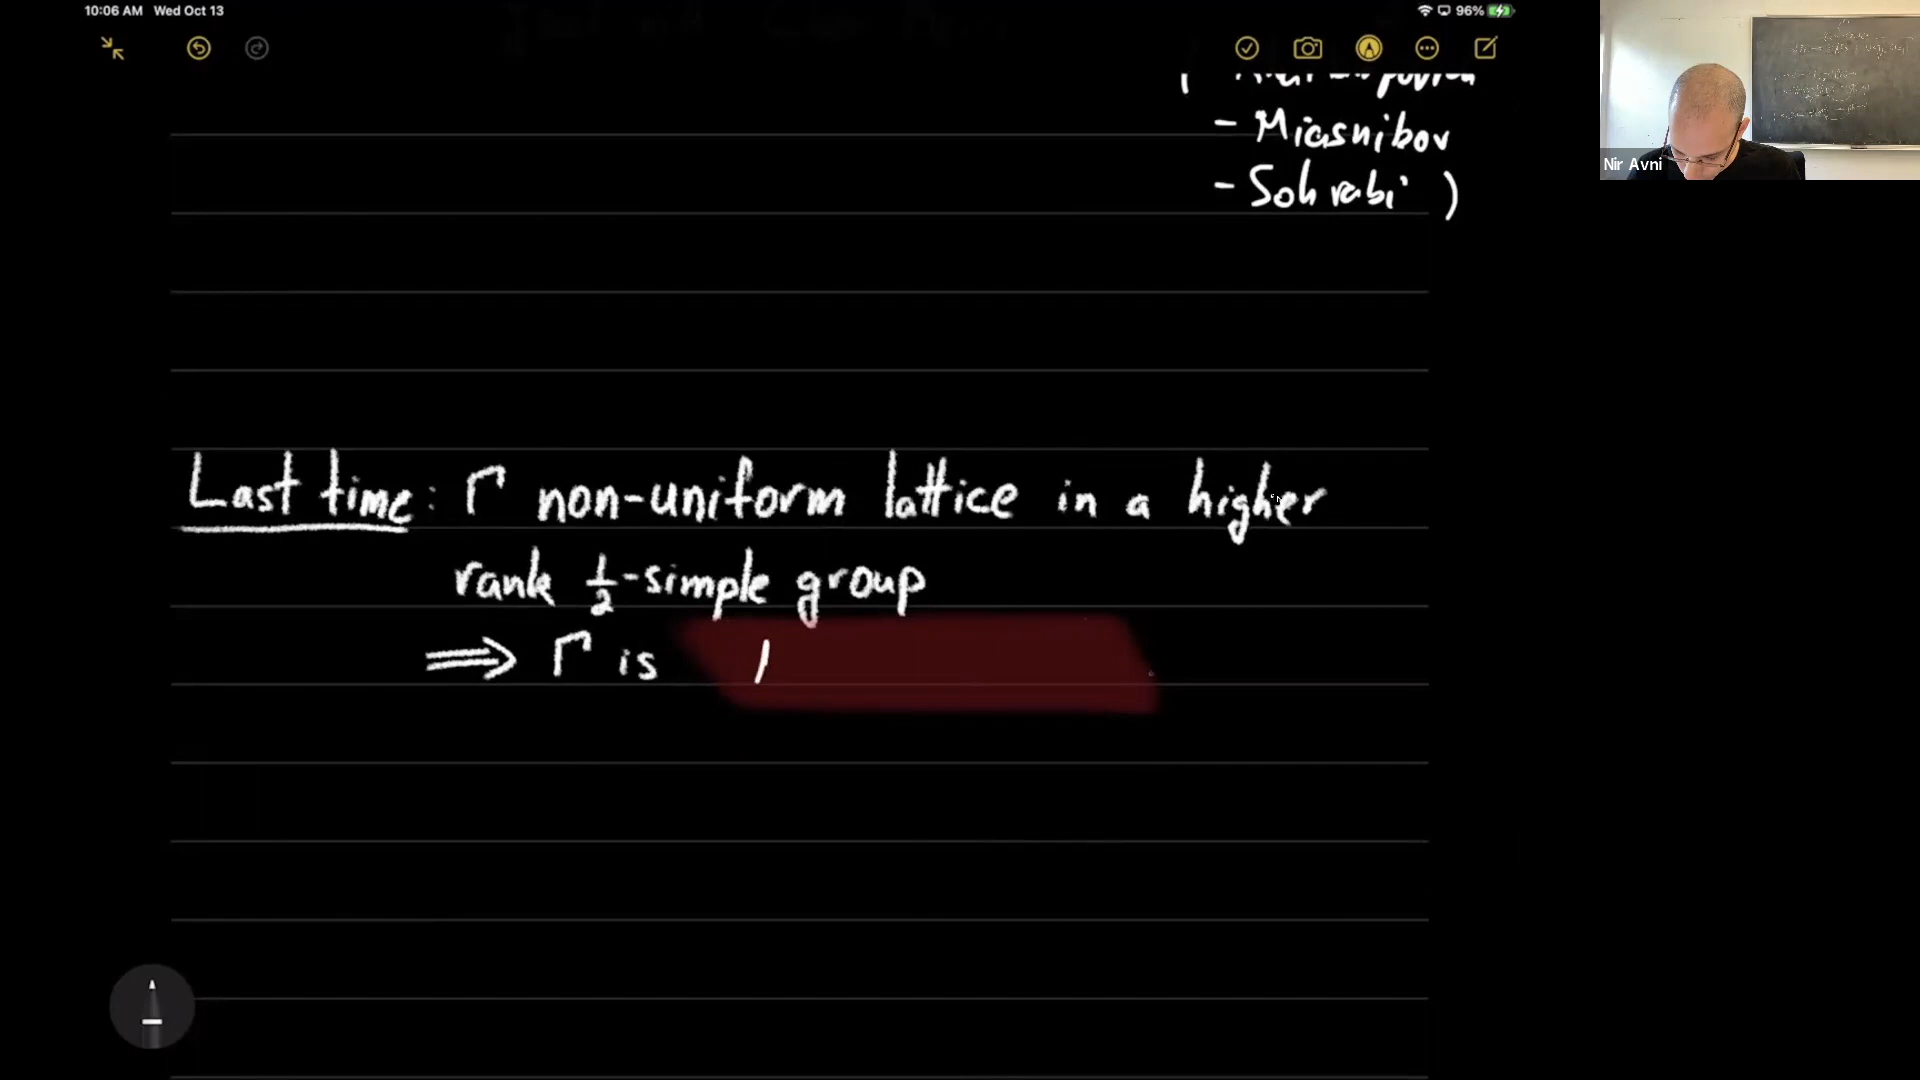 10:06 AM Wed Oct 13
96%
- Miasnibov
- Sohrabi )
Nir Avni
Last time: Γ non-uniform lattice in a higher
rank ½-simple group
⟹ Γ is